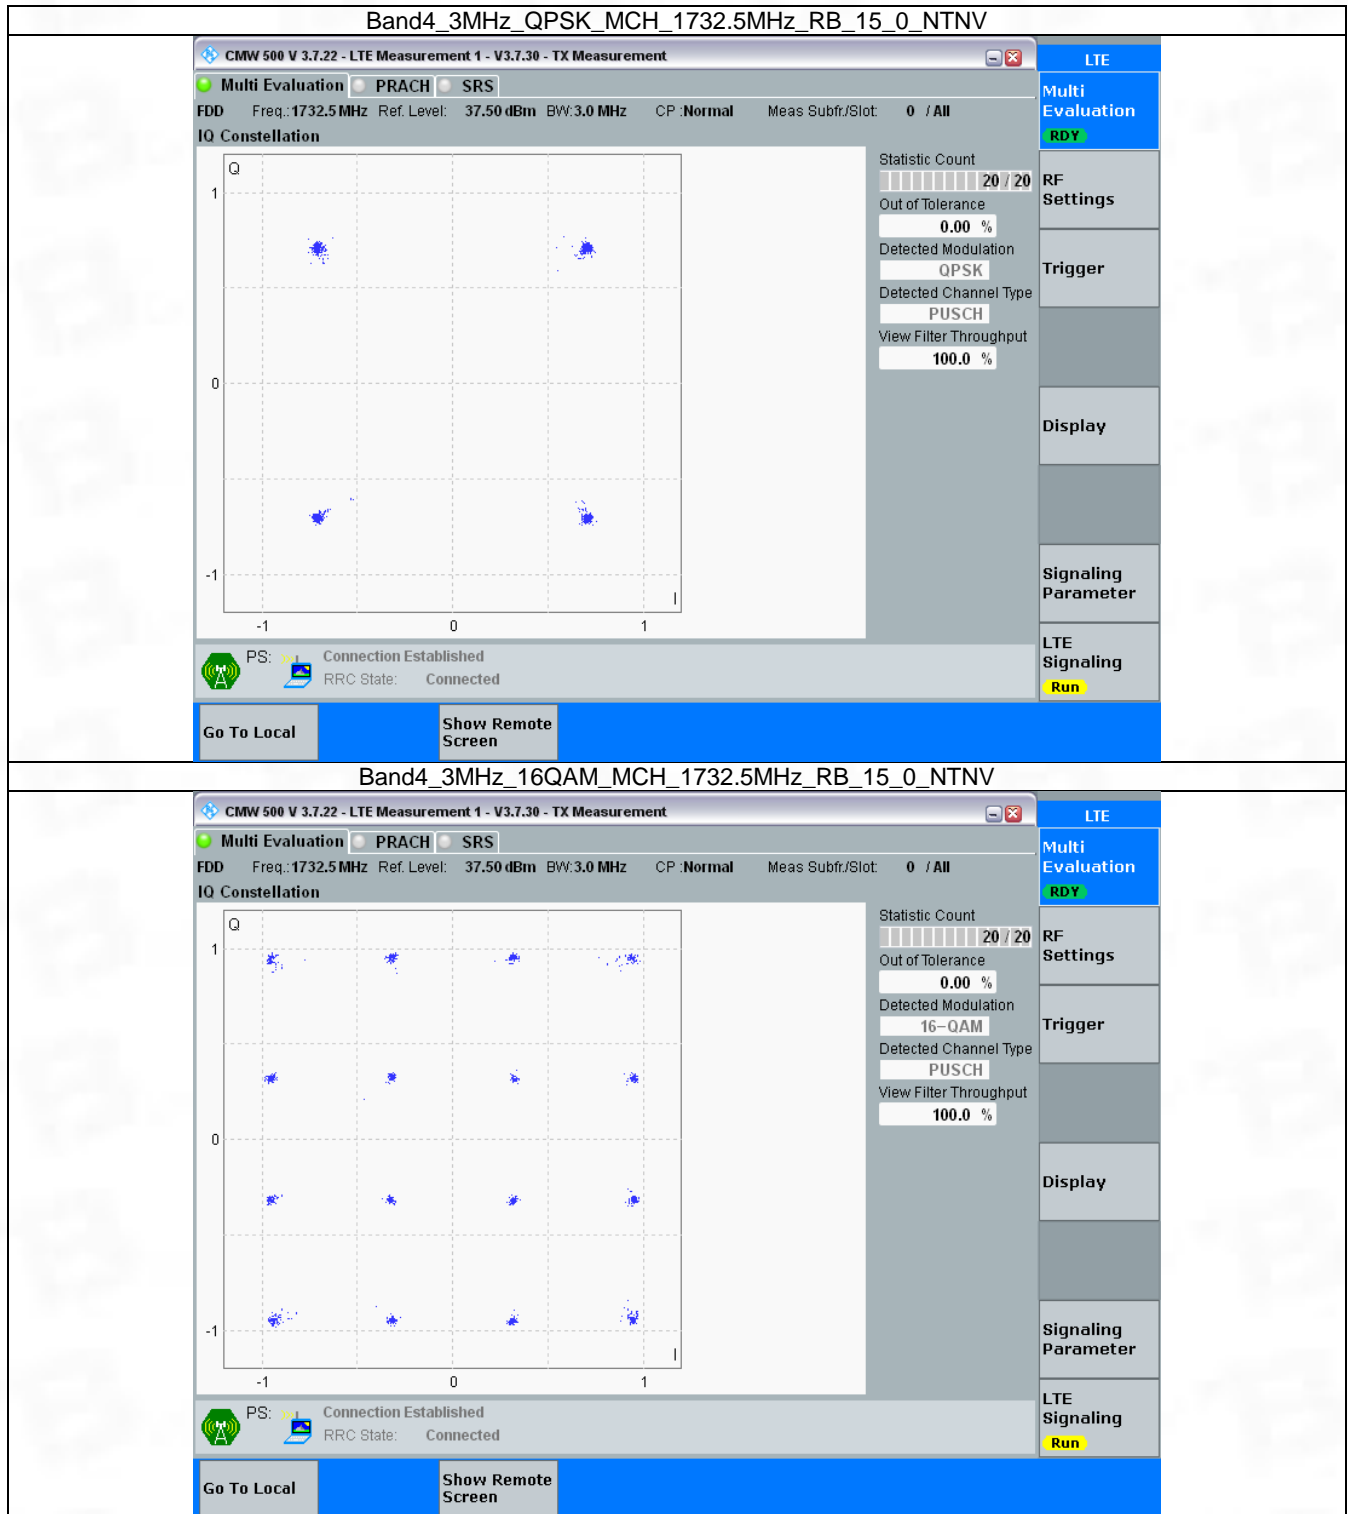 Band4_3MHz_QPSK_MCH_1732.5MHz_RB_15_0_NTNV
CMW 500 V 3.7.22 - LTE Measurement 1 - V3.7.30 - TX Measurement
LTE
Multi Evaluation PRACH SRS
Multi
Evaluation
RDY
FDD Freq.: 1732.5 MHz Ref. Level: 37.50 dBm BW: 3.0 MHz CP : Normal Meas Subfr./Slot: 0 / All
IQ Constellation
Q
1
0
-1
-1 0 1
I
Statistic Count
20 / 20
Out of Tolerance
0.00 %
Detected Modulation
QPSK
Detected Channel Type
PUSCH
View Filter Throughput
100.0 %
RF
Settings
Trigger
Display
Signaling
Parameter
LTE
Signaling
Run
PS: Connection Established
RRC State: Connected
Go To Local
Show Remote
Screen
Band4_3MHz_16QAM_MCH_1732.5MHz_RB_15_0_NTNV
CMW 500 V 3.7.22 - LTE Measurement 1 - V3.7.30 - TX Measurement
LTE
Multi Evaluation PRACH SRS
Multi
Evaluation
RDY
FDD Freq.: 1732.5 MHz Ref. Level: 37.50 dBm BW: 3.0 MHz CP : Normal Meas Subfr./Slot: 0 / All
IQ Constellation
Q
1
0
-1
-1 0 1
I
Statistic Count
20 / 20
Out of Tolerance
0.00 %
Detected Modulation
16-QAM
Detected Channel Type
PUSCH
View Filter Throughput
100.0 %
RF
Settings
Trigger
Display
Signaling
Parameter
LTE
Signaling
Run
PS: Connection Established
RRC State: Connected
Go To Local
Show Remote
Screen